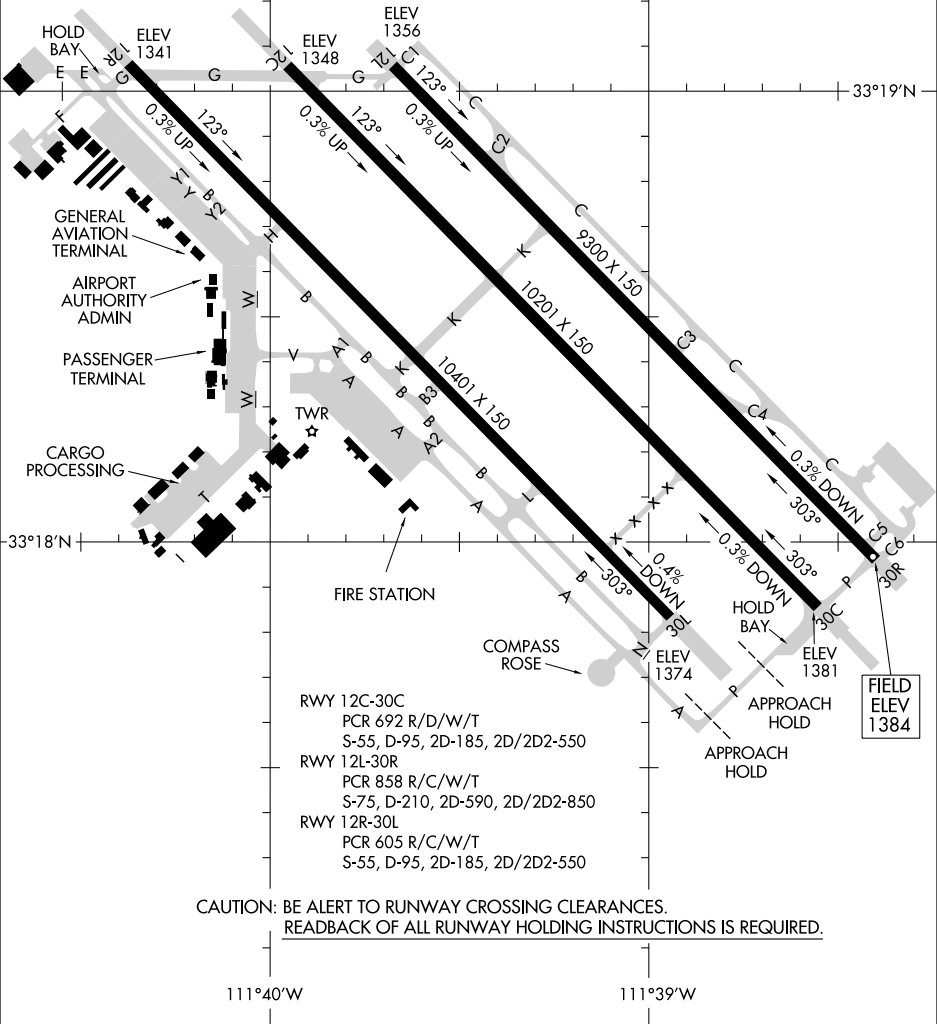 HOLD
BAY
12R
ELEV
1341
12C
ELEV
1348
12L
ELEV
1356
C1
E
E
G
G
G
F
33°19'N
0.3% UP
123°
0.3% UP
123°
0.3% UP
123°
C
C2
C
Y1
Y
B
Y2
H
GENERAL
AVIATION
TERMINAL
AIRPORT
AUTHORITY
ADMIN
PASSENGER
TERMINAL
W
W
B
V
A1
A
B
K
K
K
B
B3
B
A
A2
9300 X 150
10201 X 150
10401 X 150
C3
C
C4
C
TWR
CARGO
PROCESSING
T
I
B
L
A
X
X
X
X
0.3% DOWN
303°
C5
C8
30R
33°18'N
FIRE STATION
303°
0.4%
DOWN
0.3% DOWN
303°
P
B
A
30L
30C
HOLD
BAY
COMPASS
ROSE
N
ELEV
1374
ELEV
1381
A
P
APPROACH
HOLD
APPROACH
HOLD
FIELD
ELEV
1384
RWY 12C-30C
PCR 692 R/D/W/T
S-55, D-95, 2D-185, 2D/2D2-550
RWY 12L-30R
PCR 858 R/C/W/T
S-75, D-210, 2D-590, 2D/2D2-850
RWY 12R-30L
PCR 605 R/C/W/T
S-55, D-95, 2D-185, 2D/2D2-550
CAUTION: BE ALERT TO RUNWAY CROSSING CLEARANCES.
READBACK OF ALL RUNWAY HOLDING INSTRUCTIONS IS REQUIRED.
111°40'W
111°39'W